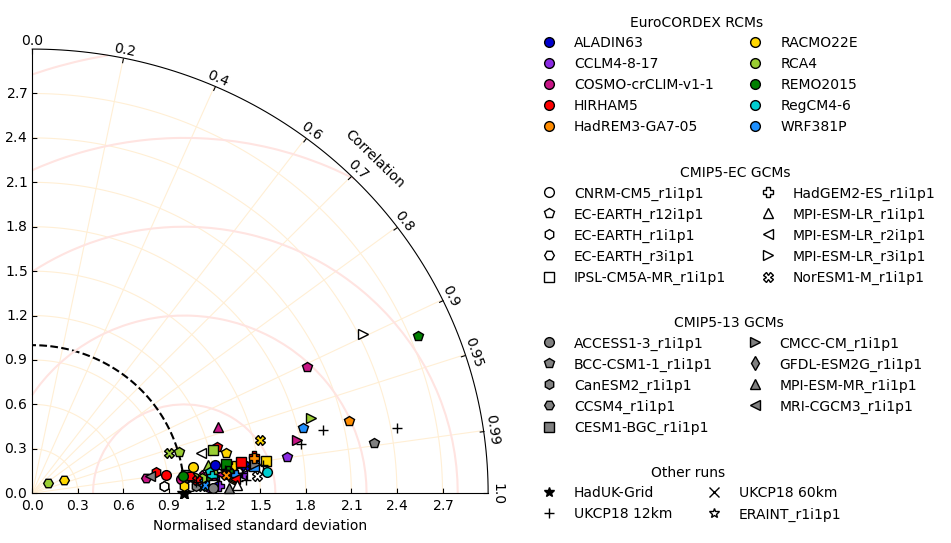 0.0
0.2
0.4
0.6
Correlation
0.7
0.8
0.9
0.95
0.99
1.0
2.7
2.4
2.1
1.8
1.5
1.2
0.9
0.6
0.3
0.0
0.0 0.3 0.6 0.9 1.2 1.5 1.8 2.1 2.4 2.7
Normalised standard deviation
EuroCORDEX RCMs
ALADIN63
CCLM4-8-17
COSMO-crCLIM-v1-1
HIRHAM5
HadREM3-GA7-05
RACMO22E
RCA4
REMO2015
RegCM4-6
WRF381P
CMIP5-EC GCMs
CNRM-CM5_r1i1p1
EC-EARTH_r12i1p1
EC-EARTH_r1i1p1
EC-EARTH_r3i1p1
IPSL-CM5A-MR_r1i1p1
HadGEM2-ES_r1i1p1
MPI-ESM-LR_r1i1p1
MPI-ESM-LR_r2i1p1
MPI-ESM-LR_r3i1p1
NorESM1-M_r1i1p1
CMIP5-13 GCMs
ACCESS1-3_r1i1p1
BCC-CSM1-1_r1i1p1
CanESM2_r1i1p1
CCSM4_r1i1p1
CESM1-BGC_r1i1p1
CMCC-CM_r1i1p1
GFDL-ESM2G_r1i1p1
MPI-ESM-MR_r1i1p1
MRI-CGCM3_r1i1p1
Other runs
HadUK-Grid
UKCP18 12km
UKCP18 60km
ERAINT_r1i1p1